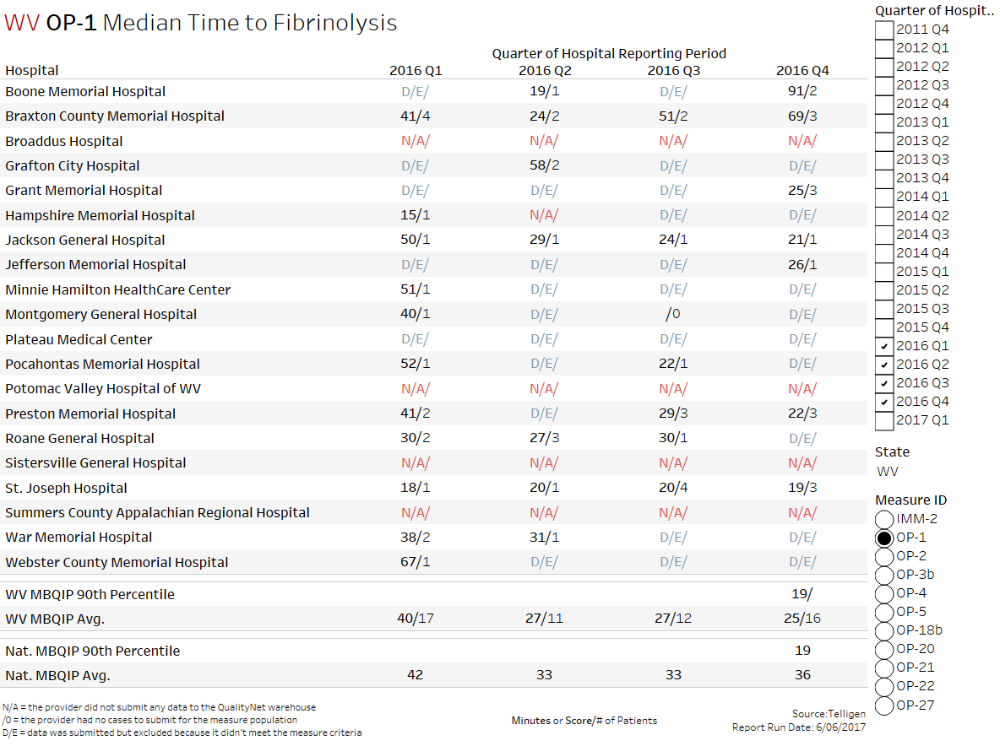 WV OP-1 Median Time to Fibrinolysis
Quarter of Hospital Reporting Period
Hospital 2016 Q1 2016 Q2 2016 Q3 2016 Q4
Boone Memorial Hospital D/E/ 19/1 D/E/ 91/2
Braxton County Memorial Hospital 41/4 24/2 51/2 69/3
Broaddus Hospital N/A/ N/A/ N/A/ N/A/
Grafton City Hospital D/E/ 58/2 D/E/ D/E/
Grant Memorial Hospital D/E/ D/E/ D/E/ 25/3
Hampshire Memorial Hospital 15/1 N/A/ D/E/ D/E/
Jackson General Hospital 50/1 29/1 24/1 21/1
Jefferson Memorial Hospital D/E/ D/E/ D/E/ 26/1
Minnie Hamilton HealthCare Center 51/1 D/E/ D/E/ D/E/
Montgomery General Hospital 40/1 D/E/ /0 D/E/
Plateau Medical Center D/E/ D/E/ D/E/ D/E/
Pocahontas Memorial Hospital 52/1 D/E/ 22/1 D/E/
Potomac Valley Hospital of WV N/A/ N/A/ N/A/ N/A/
Preston Memorial Hospital 41/2 D/E/ 29/3 22/3
Roane General Hospital 30/2 27/3 30/1 D/E/
Sistersville General Hospital N/A/ N/A/ N/A/ N/A/
St. Joseph Hospital 18/1 20/1 20/4 19/3
Summers County Appalachian Regional Hospital N/A/ N/A/ N/A/ N/A/
War Memorial Hospital 38/2 31/1 D/E/ D/E/
Webster County Memorial Hospital 67/1 D/E/ D/E/ D/E/
WV MBQIP 90th Percentile 19/
WV MBQIP Avg. 40/17 27/11 27/12 25/16
Nat. MBQIP 90th Percentile 19
Nat. MBQIP Avg. 42 33 33 36
N/A = the provider did not submit any data to the QualityNet warehouse
/0 = the provider had no cases to submit for the measure population
D/E = data was submitted but excluded because it didn't meet the measure criteria
Minutes or Score/# of Patients
Source:Telligen
Report Run Date: 6/06/2017
Quarter of Hospit..
2011 Q4
2012 Q1
2012 Q2
2012 Q3
2012 Q4
2013 Q1
2013 Q2
2013 Q3
2013 Q4
2014 Q1
2014 Q2
2014 Q3
2014 Q4
2015 Q1
2015 Q2
2015 Q3
2015 Q4
2016 Q1
2016 Q2
2016 Q3
2016 Q4
2017 Q1
State
WV
Measure ID
IMM-2
OP-1
OP-2
OP-3b
OP-4
OP-5
OP-18b
OP-20
OP-21
OP-22
OP-27